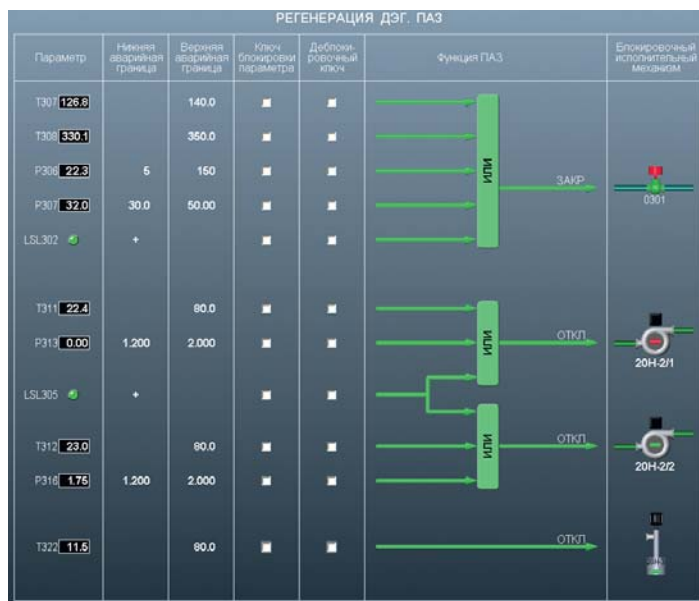 РЕГЕНЕРАЦИЯ ДЭГ. ПАЗ
Параметр
Нижняя
аварийная
граница
Верхняя
аварийная
граница
Ключ
блокировки
параметра
Деблоки-
ровочный
ключ
Функция ПАЗ
Блокировочный
исполнительный
механизм
T307 126.8 140.0
T308 330.1 350.0
P306 22.3 5 150
ИЛИ
ЗАКР
P307 32.0 30.0 50.00
0301
LSL302 +
T311 22.4 80.0
P313 0.00 1.200 2.000
ИЛИ
ОТКЛ
20Н-2/1
LSL305 +
T312 23.0 80.0
ИЛИ
ОТКЛ
20Н-2/2
P316 1.75 1.200 2.000
T322 11.5 80.0
ОТКЛ